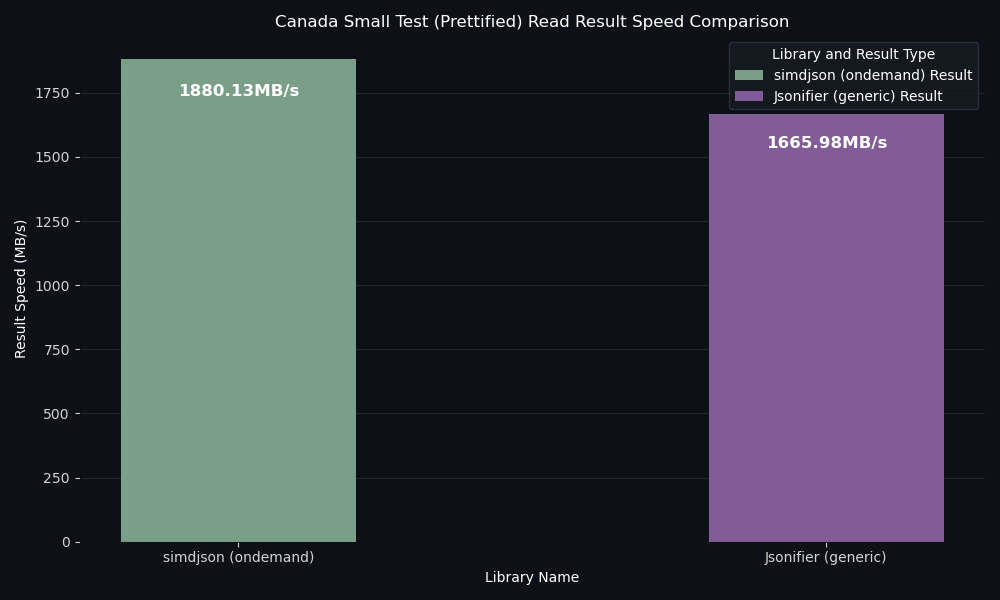 Canada Small Test (Prettified) Read Result Speed Comparison
Library and Result Type
simdjson (ondemand) Result
Jsonifier (generic) Result
1880.13MB/s
1665.98MB/s
Result Speed (MB/s)
1750
1500
1250
1000
750
500
250
0
simdjson (ondemand)
Jsonifier (generic)
Library Name